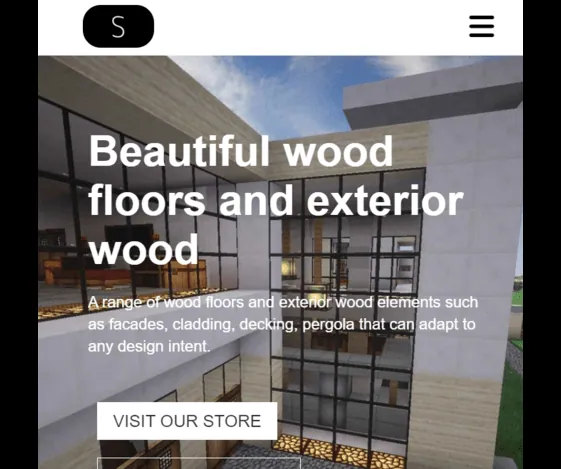 S
Beautiful wood
floors and exterior
wood
A range of wood floors and exterior wood elements such
as facades, cladding, decking, pergola that can adapt to
any design intent.
VISIT OUR STORE